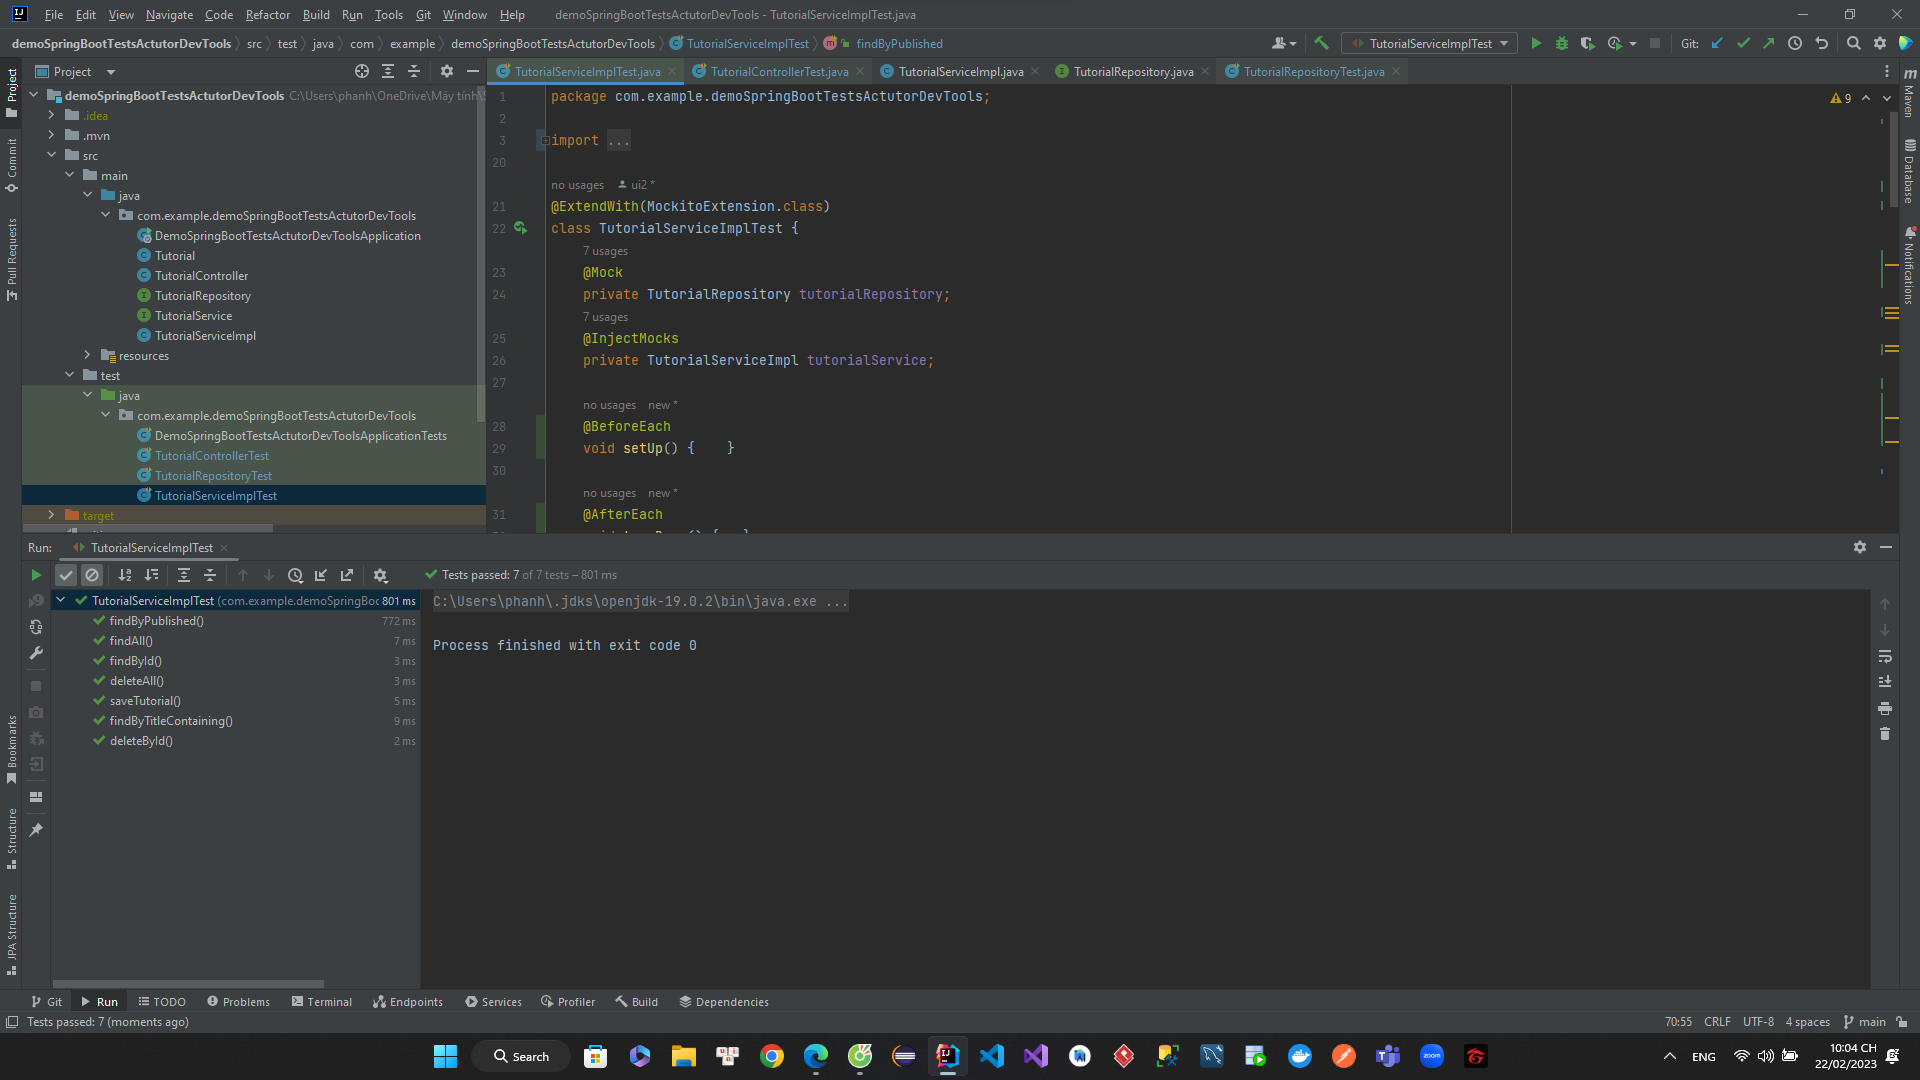 File Edit View Navigate Code Refactor Build Run Tools Git Window Help demoSpringBootTestsActutorDevTools - TutorialServiceImplTest.java
demoSpringBootTestsActutorDevTools src test java com example demoSpringBootTestsActutorDevTools TutorialServiceImplTest findByPublished TutorialServiceImplTest Git:
Project
TutorialServiceImplTest.java TutorialControllerTest.java TutorialServiceImpl.java TutorialRepository.java TutorialRepositoryTest.java
demoSpringBootTestsActutorDevTools C:\Users\phanh\OneDrive\Máy tính\
.idea
.mvn
src
main
java
com.example.demoSpringBootTestsActutorDevTools
DemoSpringBootTestsActutorDevToolsApplication
Tutorial
TutorialController
TutorialRepository
TutorialService
TutorialServiceImpl
resources
test
java
com.example.demoSpringBootTestsActutorDevTools
DemoSpringBootTestsActutorDevToolsApplicationTests
TutorialControllerTest
TutorialRepositoryTest
TutorialServiceImplTest
target
1 package com.example.demoSpringBootTestsActutorDevTools;
2
3 import ...
20
no usages ui2 *
21 @ExtendWith(MockitoExtension.class)
22 class TutorialServiceImplTest {
7 usages
23 @Mock
24 private TutorialRepository tutorialRepository;
7 usages
25 @InjectMocks
26 private TutorialServiceImpl tutorialService;
27
no usages new *
28 @BeforeEach
29 void setUp() { }
30
no usages new *
31 @AfterEach
9
Project
Commit
Pull Requests
Bookmarks
Structure
JPA Structure
Maven
Database
Notifications
Run: TutorialServiceImplTest
Tests passed: 7 of 7 tests – 801 ms
TutorialServiceImplTest (com.example.demoSpringBoo 801 ms
findByPublished() 772 ms
findAll() 7 ms
findById() 3 ms
deleteAll() 3 ms
saveTutorial() 5 ms
findByTitleContaining() 9 ms
deleteById() 2 ms
C:\Users\phanh\.jdks\openjdk-19.0.2\bin\java.exe ...
Process finished with exit code 0
Git Run TODO Problems Terminal Endpoints Services Profiler Build Dependencies
Tests passed: 7 (moments ago) 70:55 CRLF UTF-8 4 spaces main
Search
zoom
ENG
10:04 CH
22/02/2023